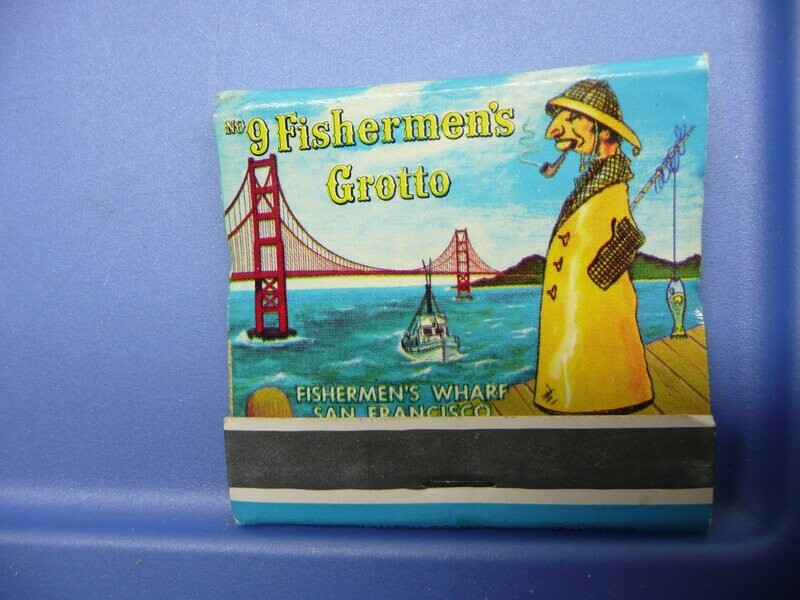 No 9 Fishermen's
Grotto
FISHERMEN'S WHARF
SAN FRANCISCO